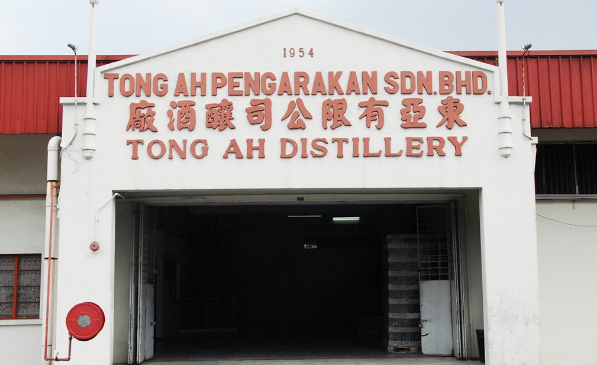 1954
TONG AH PENGARAKAN SDN. BHD.
東亞有限公司釀酒廠
TONG AH DISTILLERY